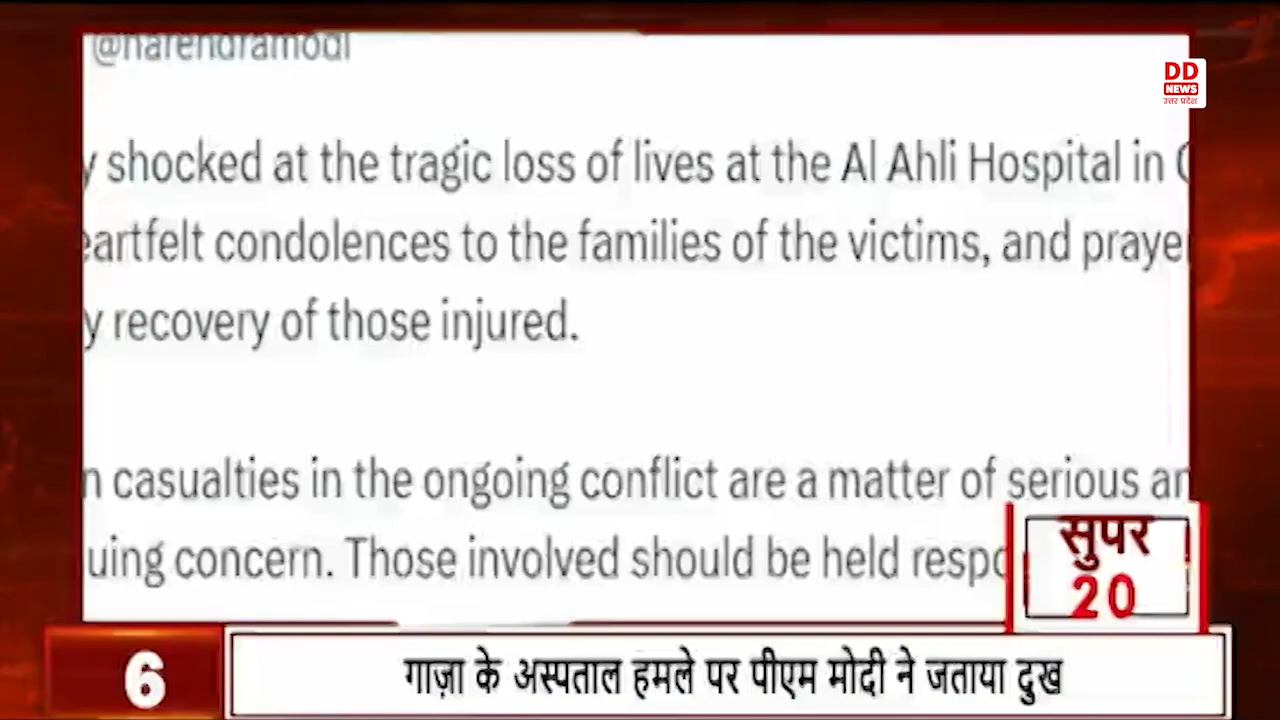 @narendramodi
DD
NEWS
उत्तर प्रदेश
y shocked at the tragic loss of lives at the Al Ahli Hospital in
eartfelt condolences to the families of the victims, and praye
y recovery of those injured.
n casualties in the ongoing conflict are a matter of serious an
uing concern. Those involved should be held respo
सुपर
20
6
गाज़ा के अस्पताल हमले पर पीएम मोदी ने जताया दुख